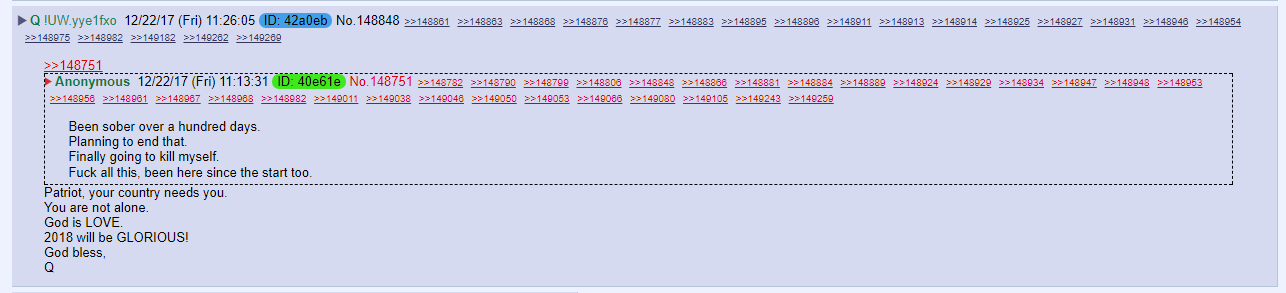 ▶ Q !UW.yye1fxo 12/22/17 (Fri) 11:26:05 ID: 42a0eb No.148848 >>148861 >>148863 >>148868 >>148876 >>148877 >>148883 >>148895 >>148896 >>148911 >>148913 >>148914 >>148925 >>148927 >>148931 >>148946 >>148954
>>148975 >>148982 >>149182 >>149262 >>149269
>>148751
▶ Anonymous 12/22/17 (Fri) 11:13:31 ID: 40e61e No.148751 >>148782 >>148790 >>148799 >>148806 >>148848 >>148866 >>148881 >>148884 >>148889 >>148924 >>148929 >>148934 >>148947 >>148948 >>148953
>>148956 >>148961 >>148967 >>148968 >>148982 >>149011 >>149038 >>149046 >>149050 >>149053 >>149066 >>149080 >>149105 >>149243 >>149259
Been sober over a hundred days.
Planning to end that.
Finally going to kill myself.
Fuck all this, been here since the start too.
Patriot, your country needs you.
You are not alone.
God is LOVE.
2018 will be GLORIOUS!
God bless,
Q